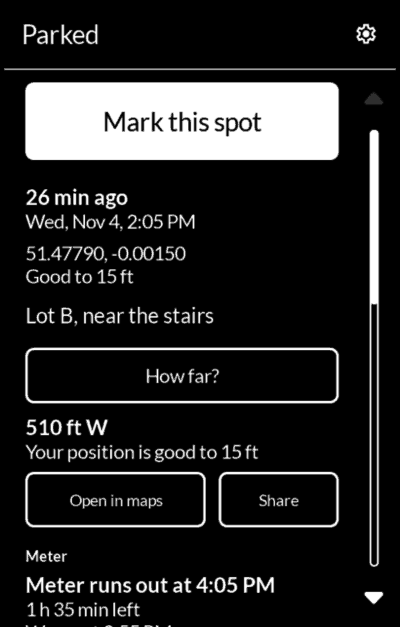 Parked
Mark this spot
26 min ago
Wed, Nov 4, 2:05 PM
51.47790, -0.00150
Good to 15 ft
Lot B, near the stairs
How far?
510 ft W
Your position is good to 15 ft
Open in maps
Share
Meter
Meter runs out at 4:05 PM
1 h 35 min left